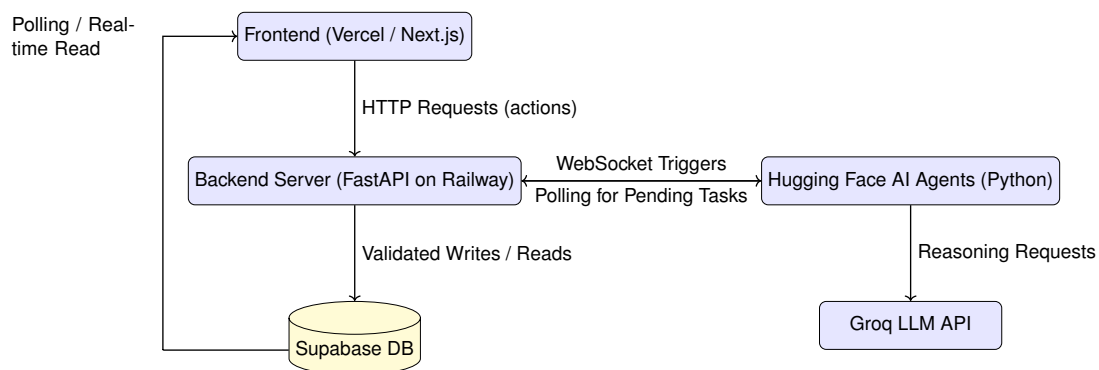 Polling / Real-
time Read
Frontend (Vercel / Next.js)
HTTP Requests (actions)
Backend Server (FastAPI on Railway)
WebSocket Triggers
Polling for Pending Tasks
Hugging Face AI Agents (Python)
Validated Writes / Reads
Reasoning Requests
Supabase DB
Groq LLM API